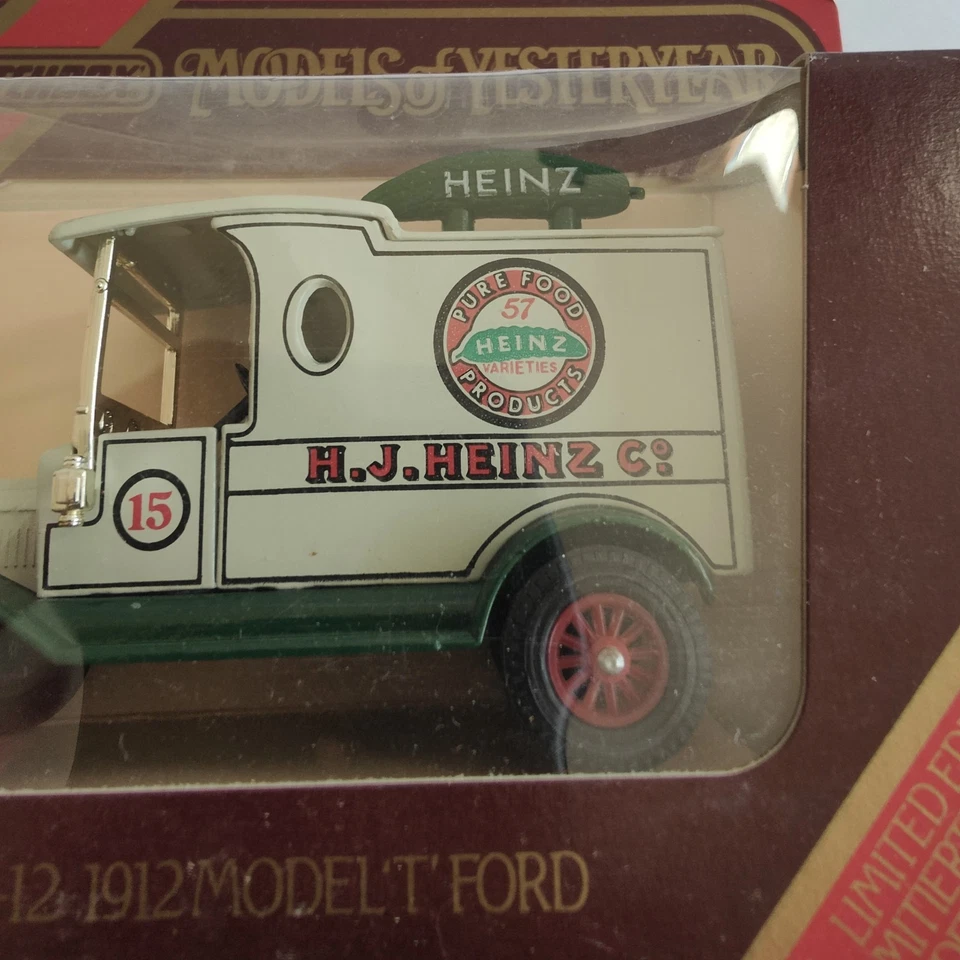 MODELS of YESTERYEAR
HEINZ
PURE FOOD
57
HEINZ
VARIETIES
PRODUCTS
H.J. HEINZ Cº
15
-12 1912 MODEL 'T' FORD
LIMITED